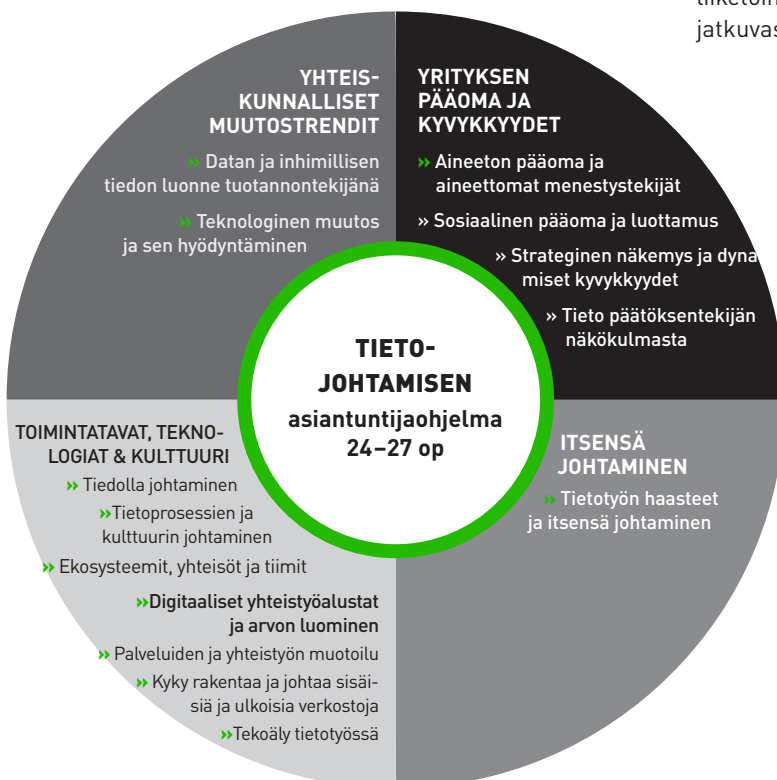 jatkuvas
YHTEIS-
KUNNALLISET
MUUTOSTRENDIT
» Datan ja inhimillisen
tiedon luonne tuotannontekijänä
» Teknologinen muutos
ja sen hyödyntäminen
YRITYKSEN
PÄÄOMA JA
KYVYKKYYDET
» Aineeton pääoma ja
aineettomat menestystekijät
» Sosiaalinen pääoma ja luottamus
» Strateginen näkemys ja dyna
miset kyvykkyydet
» Tieto päätöksentekijän
näkökulmasta
TIETO-
JOHTAMISEN
asiantuntijaohjelma
24–27 op
TOIMINTATAVAT, TEKNO-
LOGIAT & KULTTUURI
» Tiedolla johtaminen
»Tietoprosessien ja
kulttuurin johtaminen
» Ekosysteemit, yhteisöt ja tiimit
»Digitaaliset yhteistyöalustat
ja arvon luominen
» Palveluiden ja yhteistyön muotoilu
» Kyky rakentaa ja johtaa sisäi-
siä ja ulkoisia verkostoja
»Tekoäly tietotyössä
ITSENSÄ
JOHTAMINEN
» Tietotyön haasteet
ja itsensä johtaminen